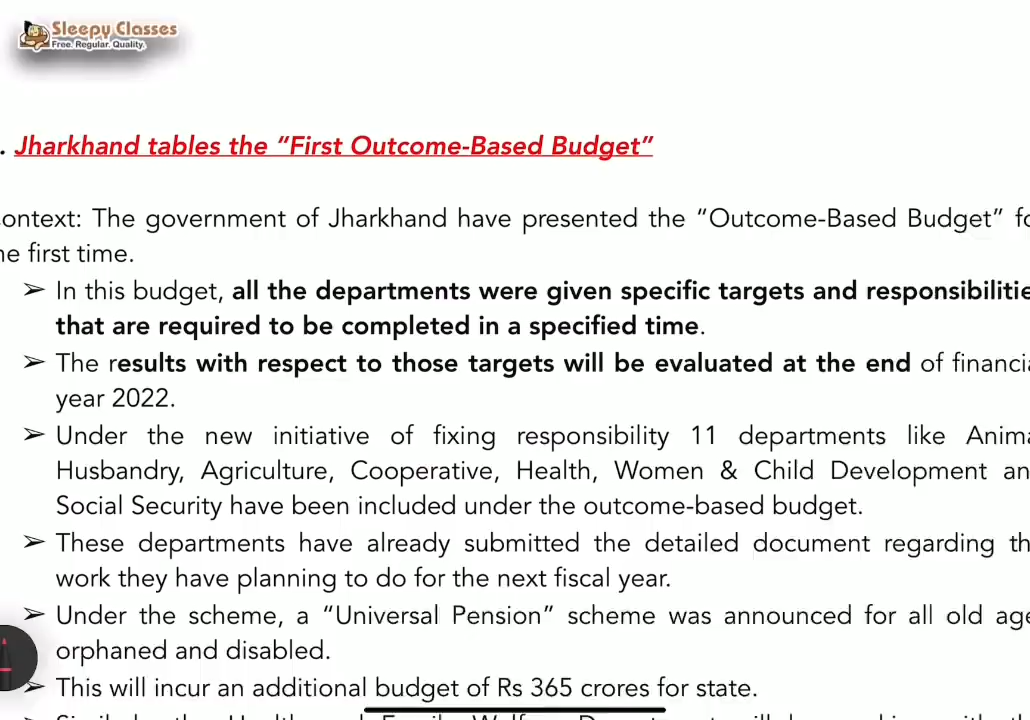 Sleepy Classes
Free. Regular. Quality.
. Jharkhand tables the “First Outcome-Based Budget”
ontext: The government of Jharkhand have presented the “Outcome-Based Budget” fo
he first time.
➢ In this budget, all the departments were given specific targets and responsibilitie
that are required to be completed in a specified time.
➢ The results with respect to those targets will be evaluated at the end of financia
year 2022.
➢ Under the new initiative of fixing responsibility 11 departments like Anima
Husbandry, Agriculture, Cooperative, Health, Women & Child Development an
Social Security have been included under the outcome-based budget.
➢ These departments have already submitted the detailed document regarding th
work they have planning to do for the next fiscal year.
➢ Under the scheme, a “Universal Pension” scheme was announced for all old age
orphaned and disabled.
➢ This will incur an additional budget of Rs 365 crores for state.